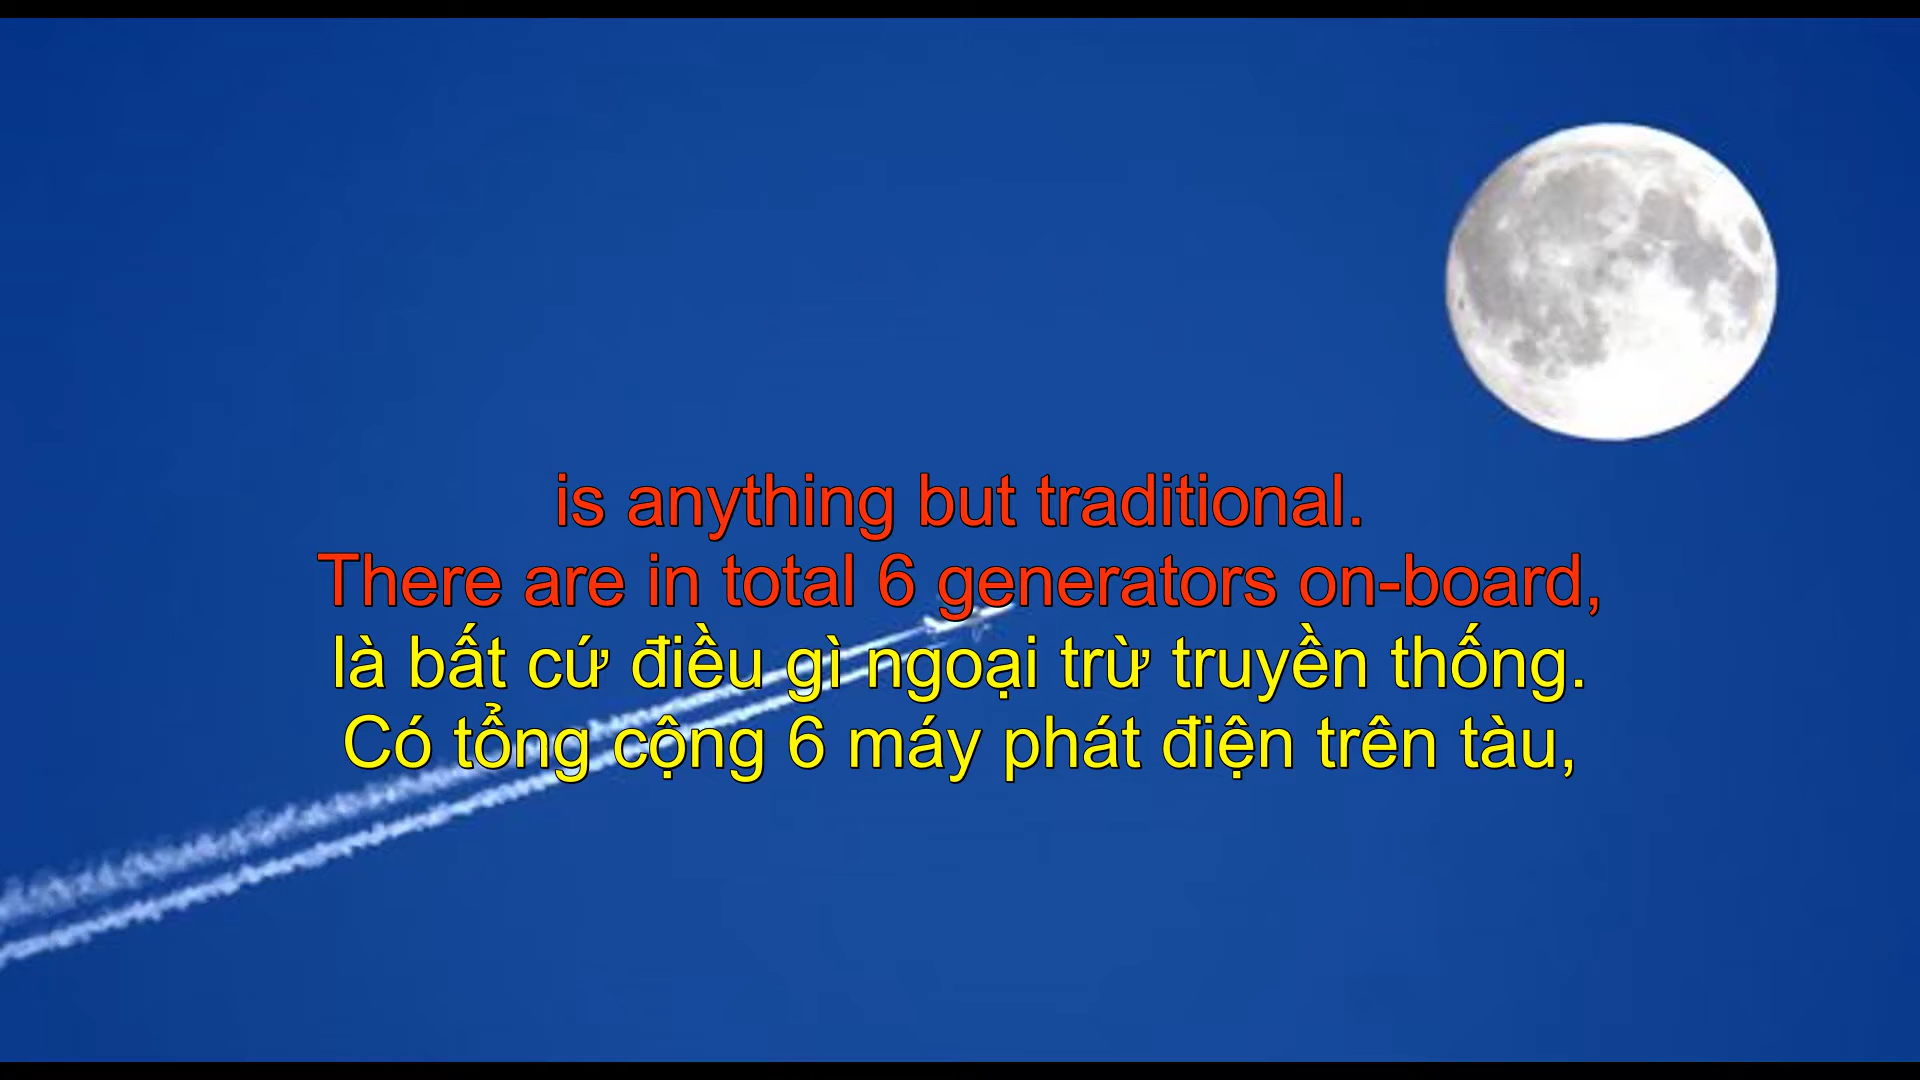 is anything but traditional.
There are in total 6 generators on-board,
là bất cứ điều gì ngoại trừ truyền thống.
Có tổng cộng 6 máy phát điện trên tàu,